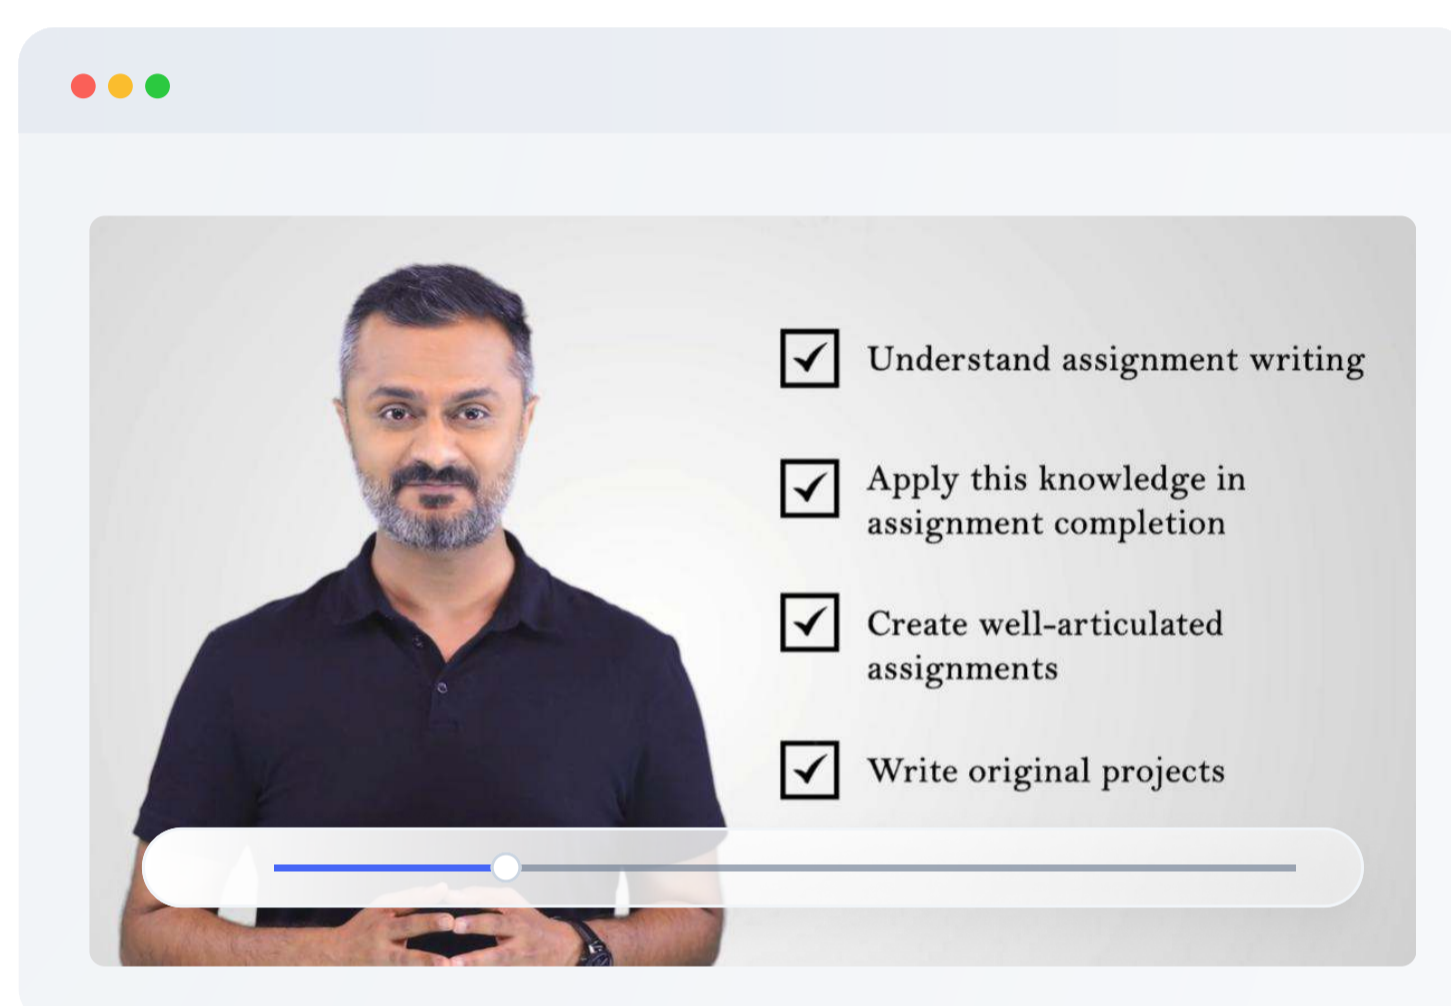 Understand assignment writing
Apply this knowledge in
assignment completion
Create well-articulated
assignments
Write original projects